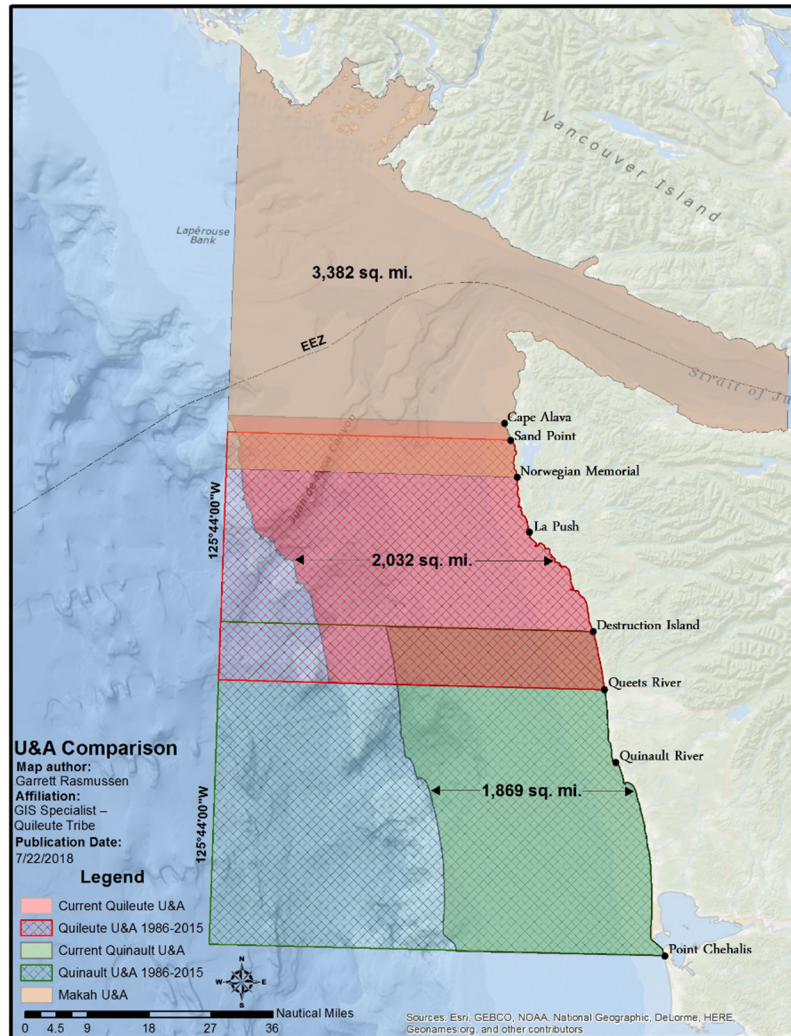 Vancouver Island
Lapérouse
Bank
3,382 sq. mi.
EEZ
Strait of Ju
Cape Alava
Sand Point
Juan de Fuca Canyon
Norwegian Memorial
125°44'00"W
La Push
2,032 sq. mi.
Destruction Island
Queets River
U&A Comparison
Map author:
Garrett Rasmussen
Affiliation:
GIS Specialist –
Quileute Tribe
Publication Date:
7/22/2018
Quinault River
1,869 sq. mi.
125°44'00"W
Legend
Current Quileute U&A
Quileute U&A 1986-2015
Current Quinault U&A
Quinault U&A 1986-2015
Makah U&A
Point Chehalis
N
W E
S
Nautical Miles
0 4.5 9 18 27 36
Sources: Esri, GEBCO, NOAA, National Geographic, DeLorme, HERE,
Geonames.org, and other contributors